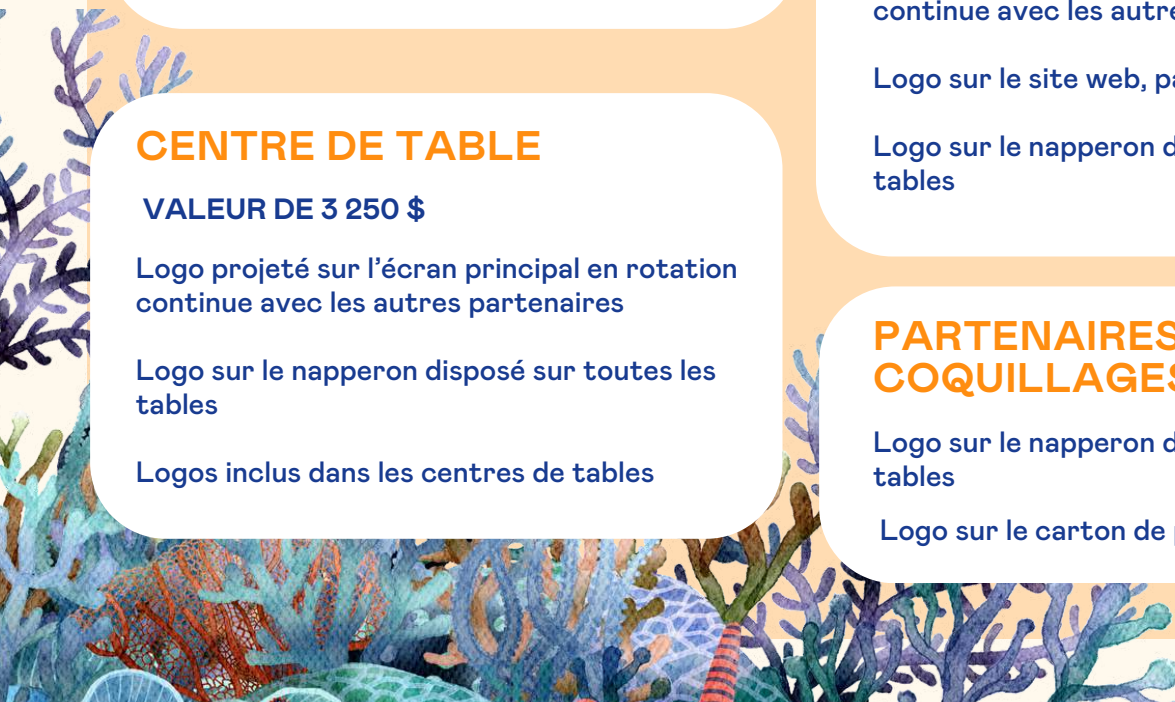 CENTRE DE TABLE
VALEUR DE 3 250 $
Logo projeté sur l’écran principal en rotation
continue avec les autres partenaires
Logo sur le napperon disposé sur toutes les
tables
Logos inclus dans les centres de tables
continue avec les
Logo sur le site web,
Logo sur le napperon
tables
PARTENAIRES
COQUILLAGES
Logo sur le napperon
tables
Logo sur le carton de